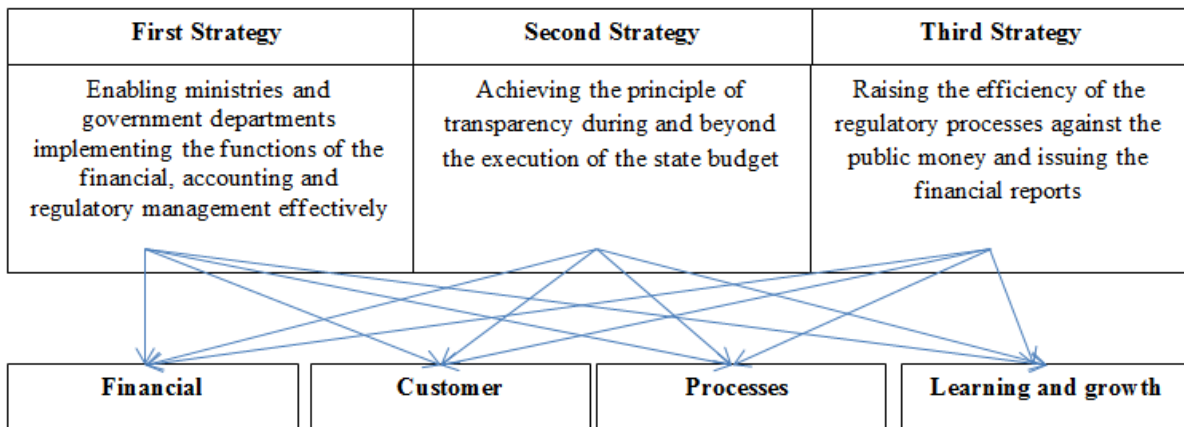 First Strategy
Second Strategy
Third Strategy
Enabling ministries and
government departments
implementing the functions of the
financial, accounting and
regulatory management effectively
Achieving the principle of
transparency during and beyond
the execution of the state budget
Raising the efficiency of the
regulatory processes against the
public money and issuing the
financial reports
Financial
Customer
Processes
Learning and growth